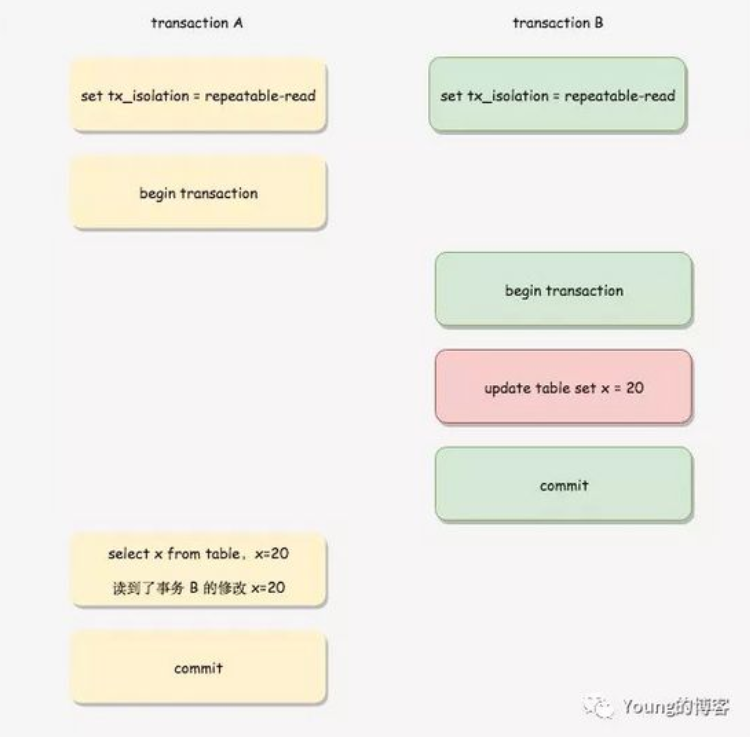 transaction A
transaction B
set tx_isolation = repeatable-read
set tx_isolation = repeatable-read
begin transaction
begin transaction
update table set x = 20
commit
select x from table，x=20
读到了事务 B 的修改 x=20
commit
Young的博客